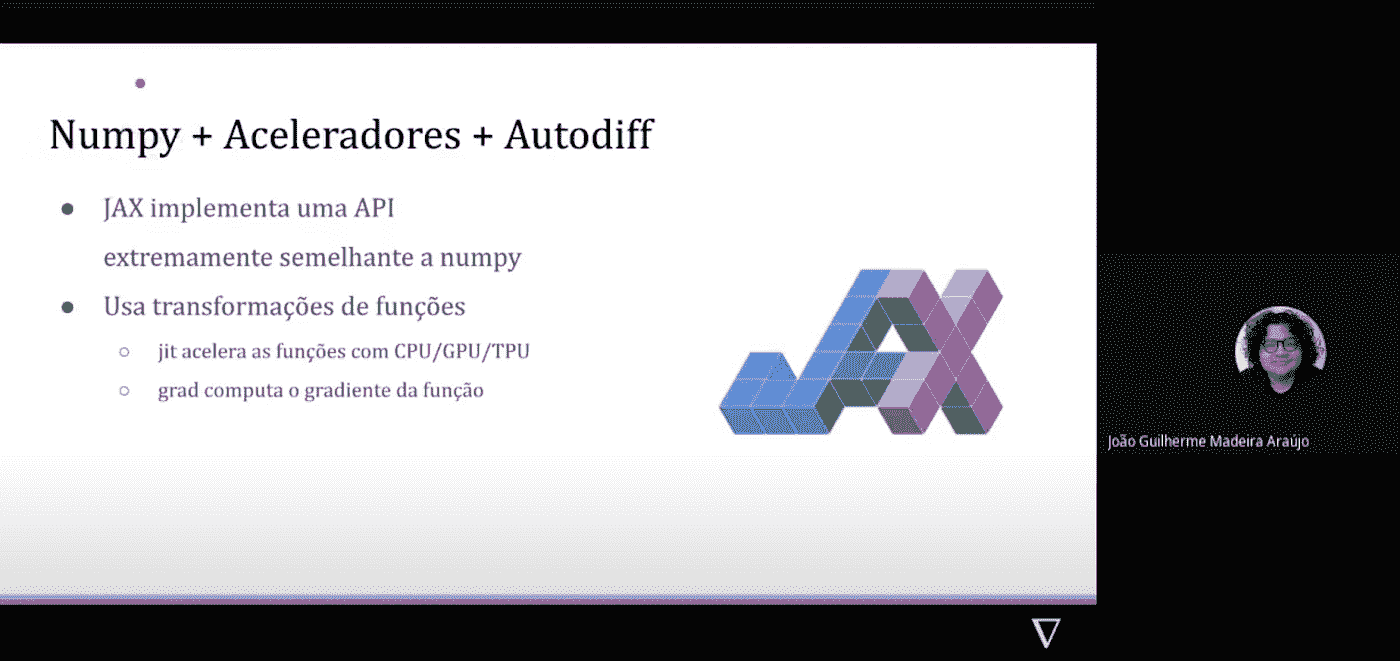 Numpy + Aceleradores + Autodiff
JAX implementa uma API
extremamente semelhante a numpy
Usa transformações de funções
jit acelera as funções com CPU/GPU/TPU
grad computa o gradiente da função
JAX
João Guilherme Madeira Araújo